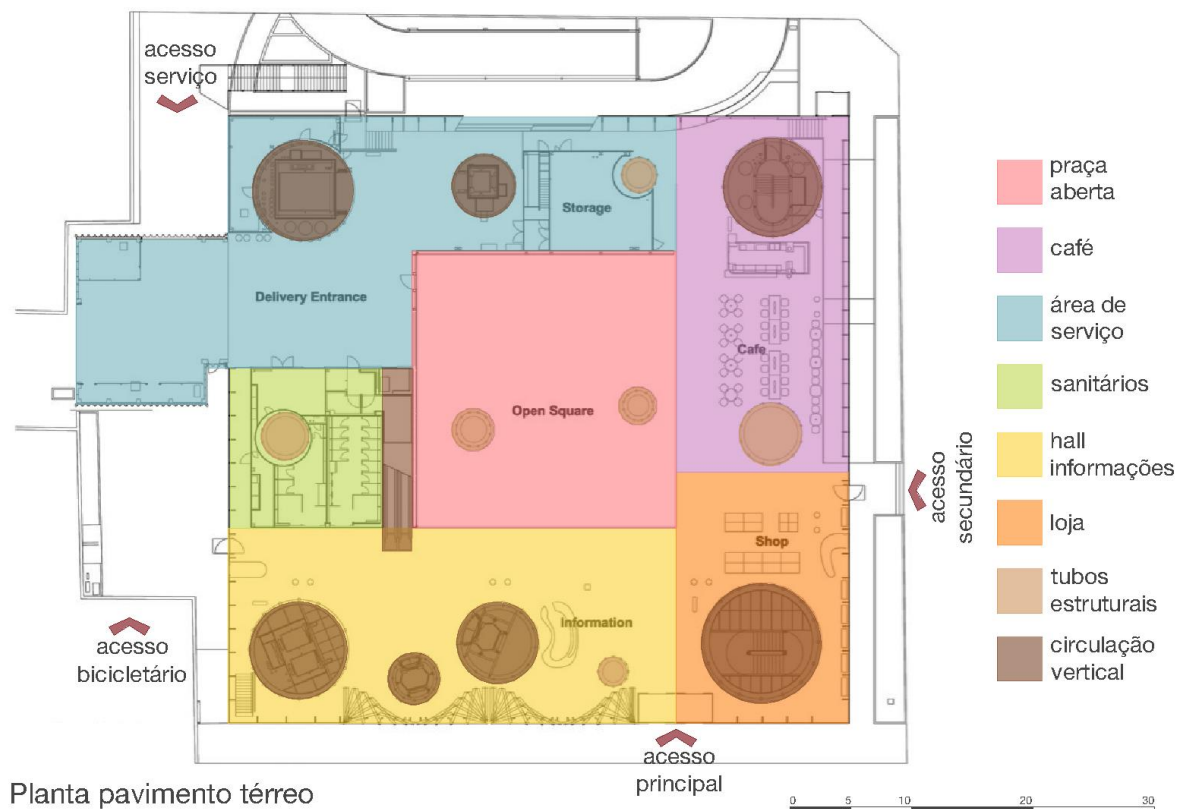 acesso
serviço
Storage
Delivery Entrance
Cafe
Open Square
Shop
Information
acesso
bicicletário
acesso
principal
acesso
secundário
praça
aberta
café
área de
serviço
sanitários
hall
informações
loja
tubos
estruturais
circulação
vertical
Planta pavimento térreo
0 5 10 20 30